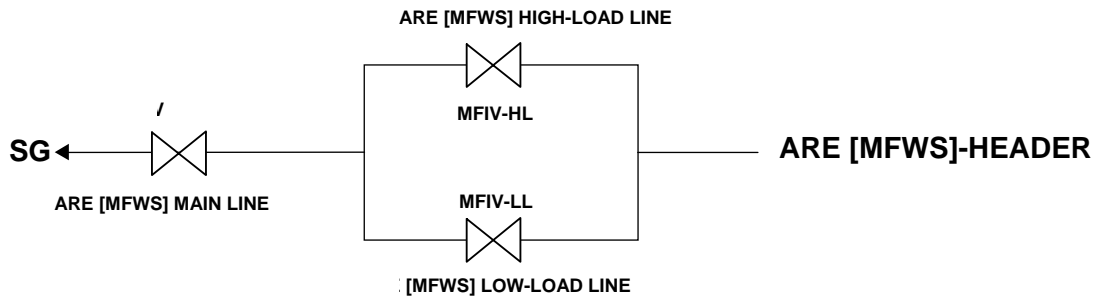 ARE [MFWS] HIGH-LOAD LINE
MFIV-HL
SG
ARE [MFWS]-HEADER
ARE [MFWS] MAIN LINE
MFIV-LL
[MFWS] LOW-LOAD LINE